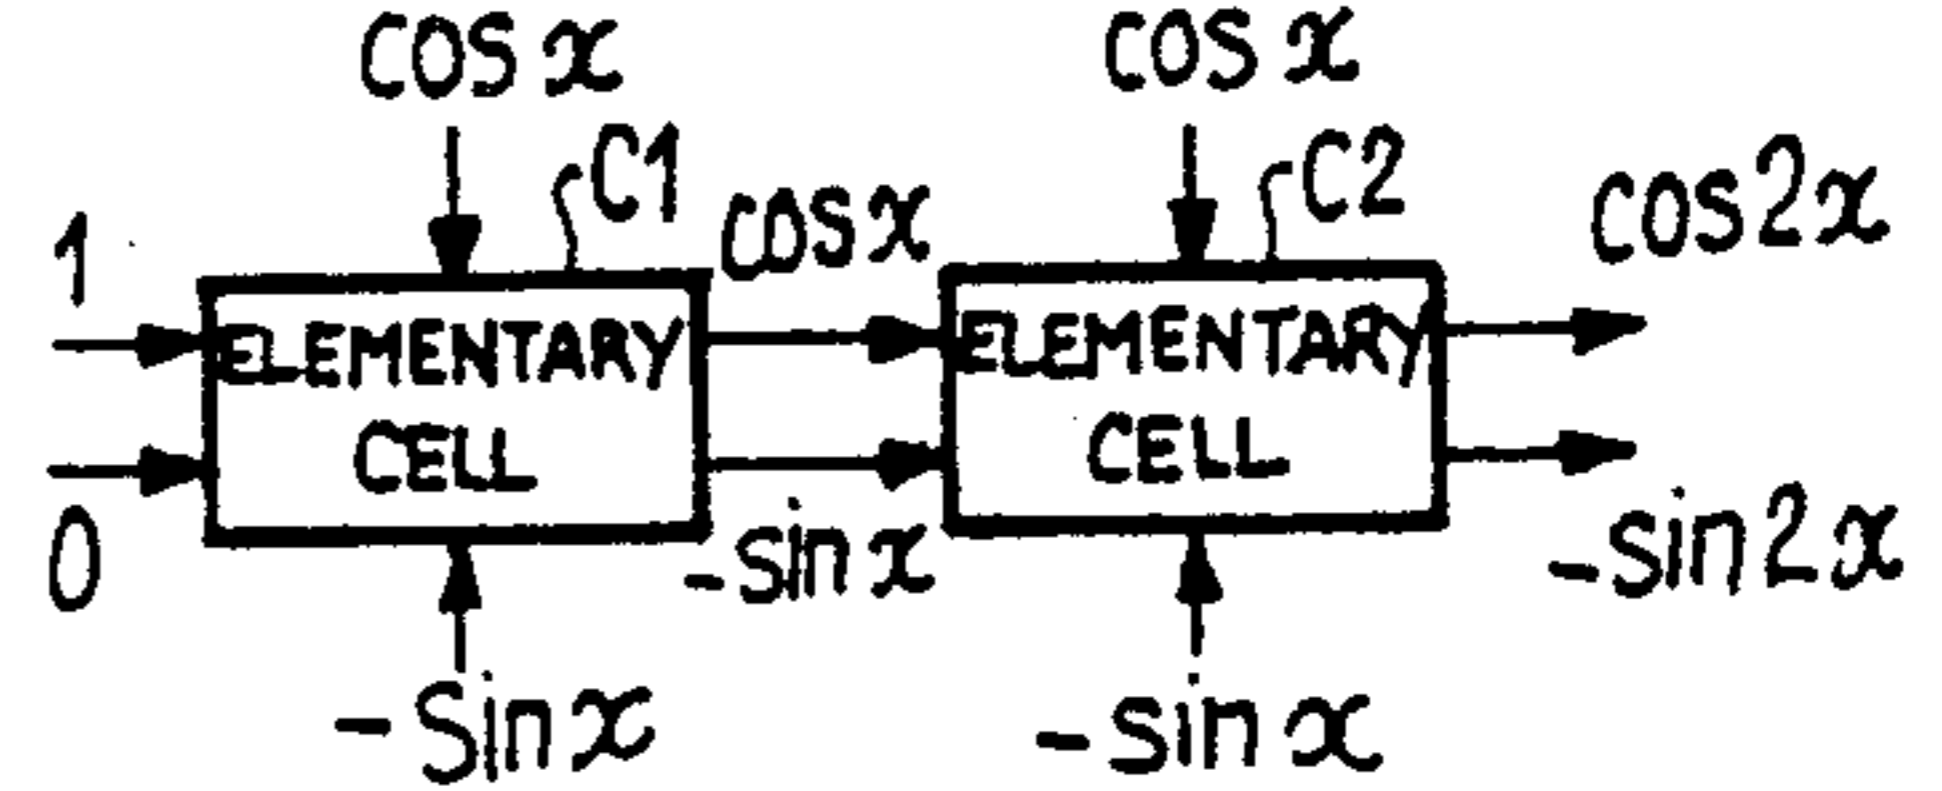 cos x
cos x
C1
C2
1
cos x
cos 2x
ELEMENTARY
CELL
ELEMENTARY
CELL
0
-sin x
-sin 2x
-sin x
-sin x